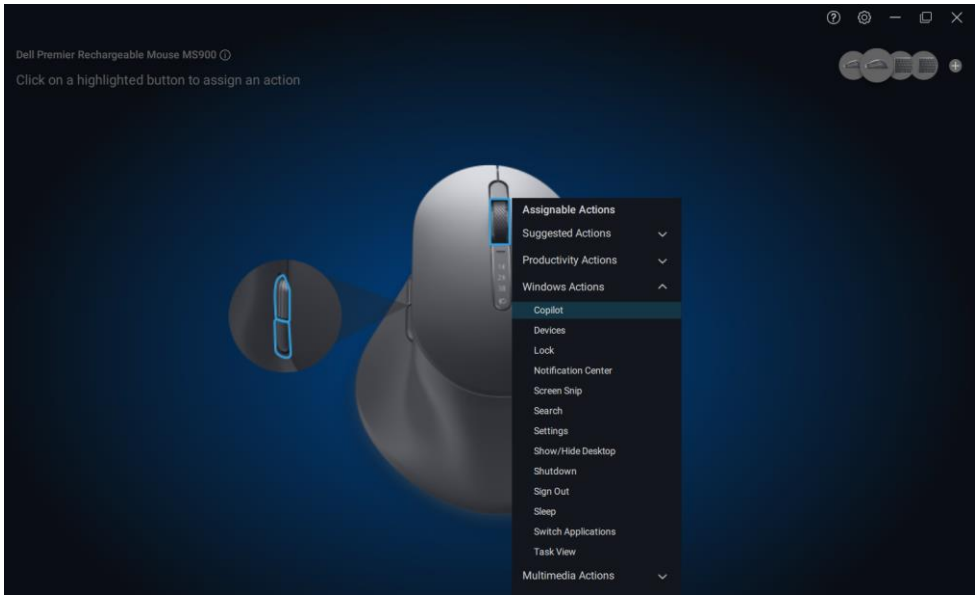 Dell Premier Rechargeable Mouse MS900
Click on a highlighted button to assign an action
Assignable Actions
Suggested Actions
Productivity Actions
Windows Actions
Copilot
Devices
Lock
Notification Center
Screen Snip
Search
Settings
Show/Hide Desktop
Shutdown
Sign Out
Sleep
Switch Applications
Task View
Multimedia Actions